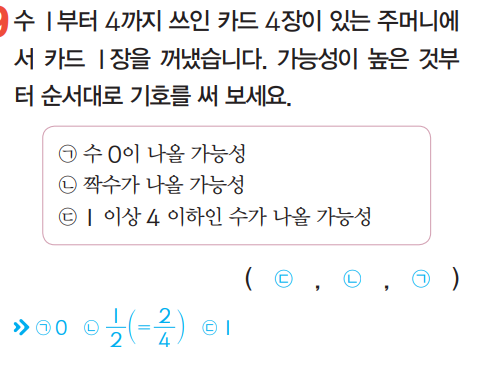 9 수 1부터 4까지 쓰인 카드 4장이 있는 주머니에
서 카드 1장을 꺼냈습니다. 가능성이 높은 것부
터 순서대로 기호를 써 보세요.
㉠ 수 0이 나올 가능성
㉡ 짝수가 나올 가능성
㉢ 1 이상 4 이하인 수가 나올 가능성
( ㉢ , ㉡ , ㉠ )
≫ ㉠ 0 ㉡ 1/2(=2/4) ㉢ 1